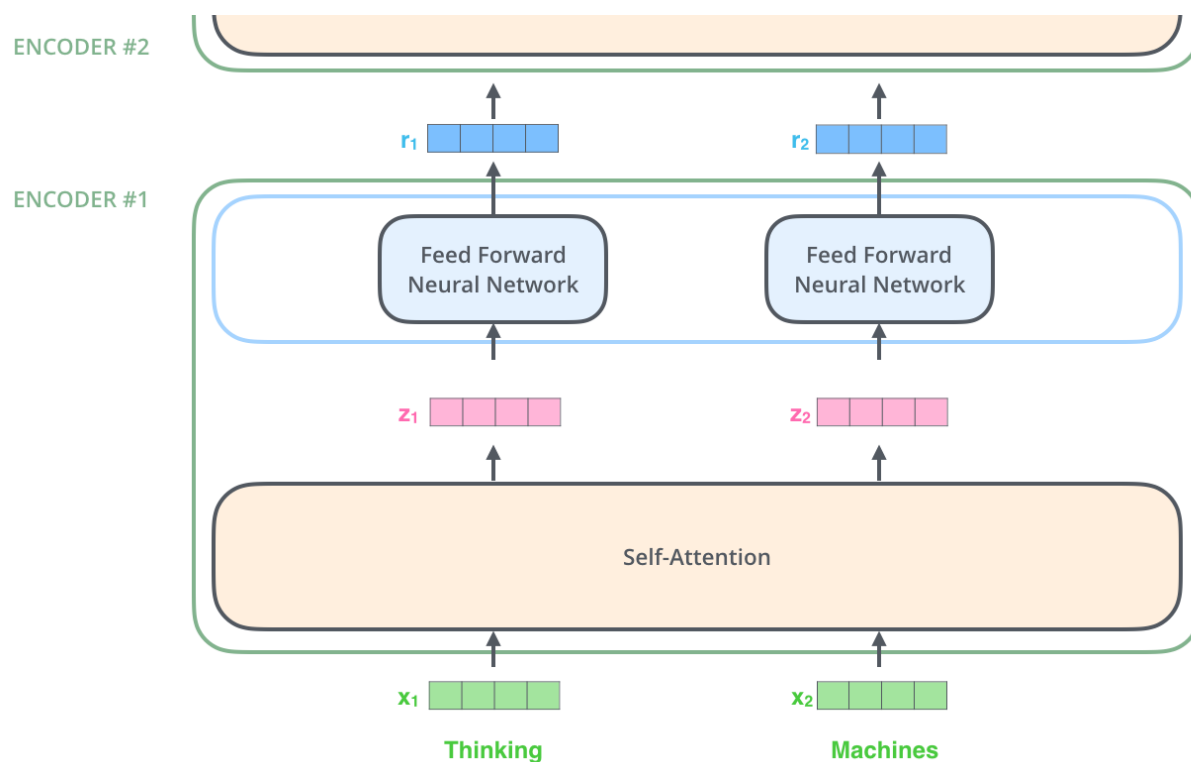 ENCODER #2
r₁
r₂
ENCODER #1
Feed Forward
Neural Network
Feed Forward
Neural Network
z₁
z₂
Self-Attention
x₁
x₂
Thinking
Machines